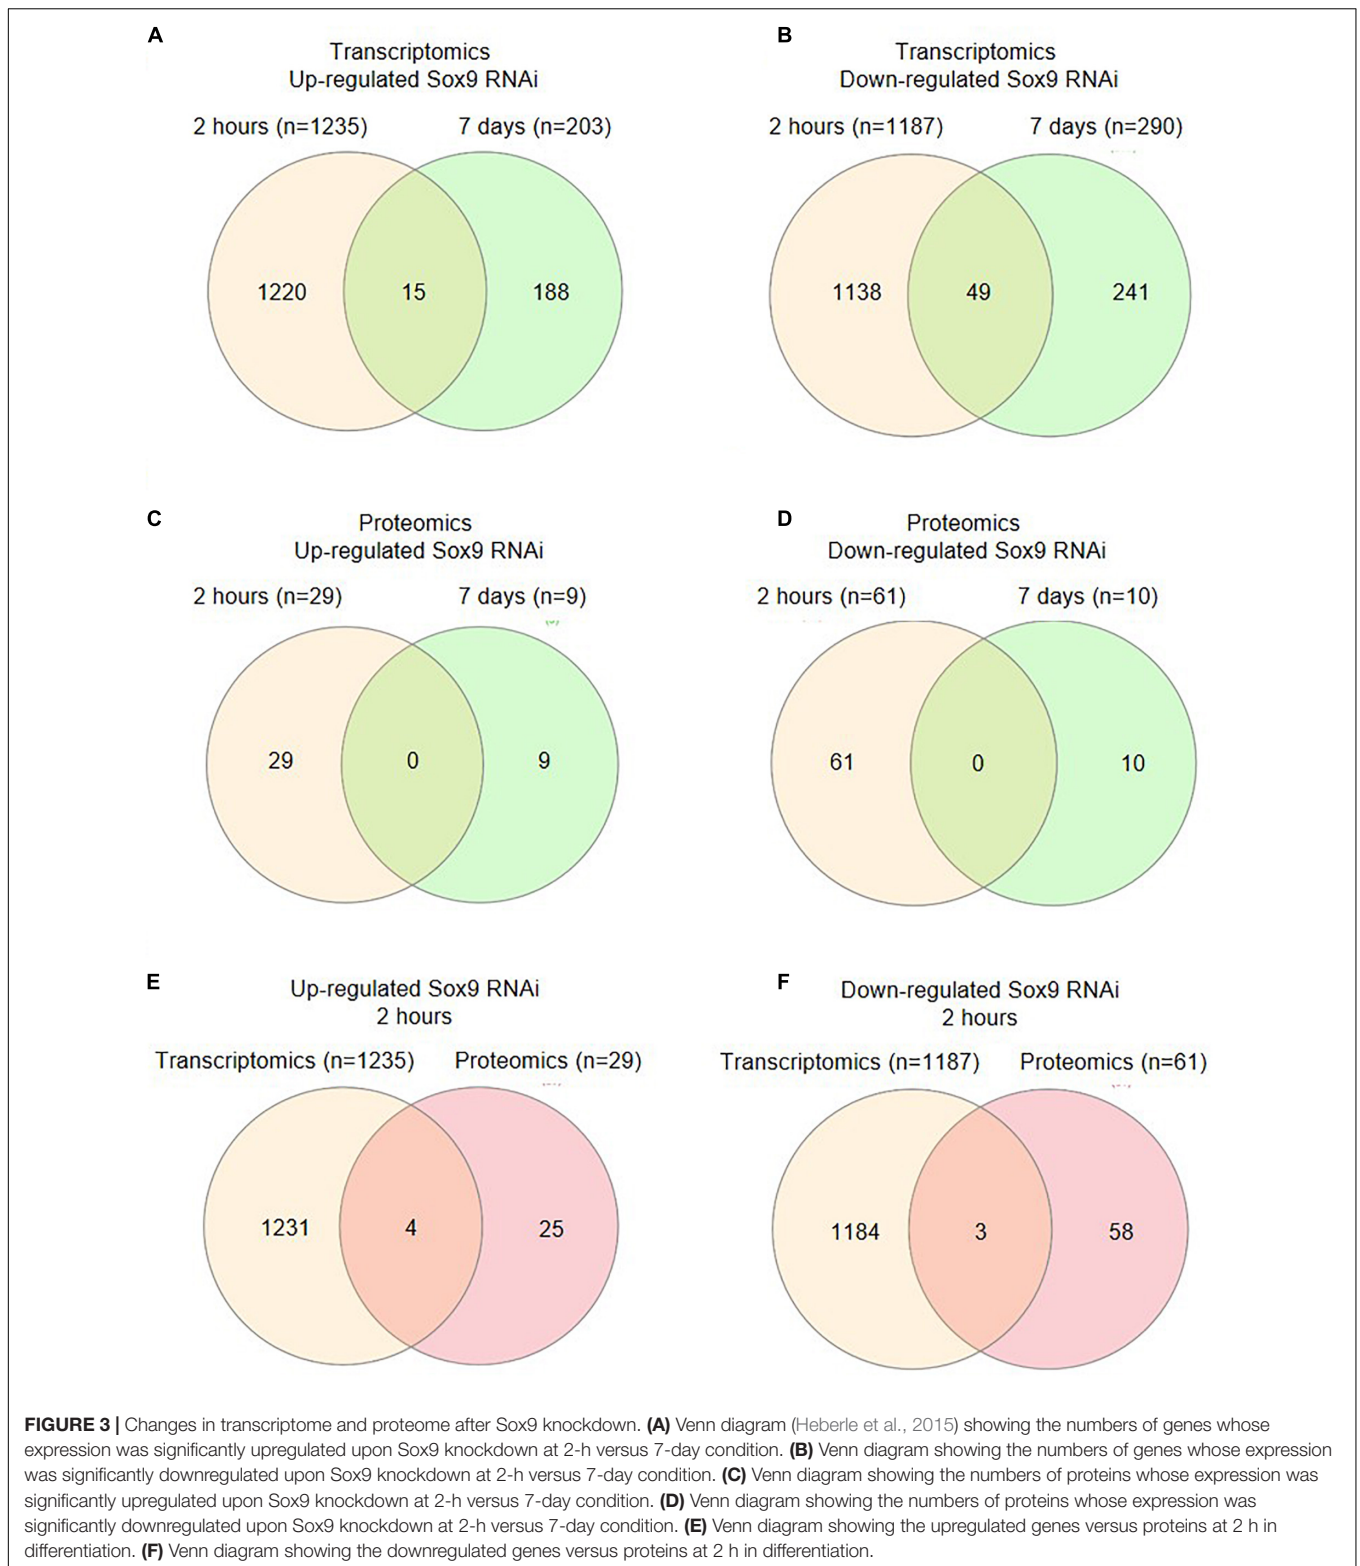 A
Transcriptomics
Up-regulated Sox9 RNAi
2 hours (n=1235)
7 days (n=203)
1220
15
188
B
Transcriptomics
Down-regulated Sox9 RNAi
2 hours (n=1187)
7 days (n=290)
1138
49
241
C
Proteomics
Up-regulated Sox9 RNAi
2 hours (n=29)
7 days (n=9)
29
0
9
D
Proteomics
Down-regulated Sox9 RNAi
2 hours (n=61)
7 days (n=10)
61
0
10
E
Up-regulated Sox9 RNAi
2 hours
Transcriptomics (n=1235)
Proteomics (n=29)
1231
4
25
F
Down-regulated Sox9 RNAi
2 hours
Transcriptomics (n=1187)
Proteomics (n=61)
1184
3
58
FIGURE 3 | Changes in transcriptome and proteome after Sox9 knockdown. (A) Venn diagram (Heberle et al., 2015) showing the numbers of genes whose
expression was significantly upregulated upon Sox9 knockdown at 2-h versus 7-day condition. (B) Venn diagram showing the numbers of genes whose expression
was significantly downregulated upon Sox9 knockdown at 2-h versus 7-day condition. (C) Venn diagram showing the numbers of proteins whose expression was
significantly upregulated upon Sox9 knockdown at 2-h versus 7-day condition. (D) Venn diagram showing the numbers of proteins whose expression was
significantly downregulated upon Sox9 knockdown at 2-h versus 7-day condition. (E) Venn diagram showing the upregulated genes versus proteins at 2 h in
differentiation. (F) Venn diagram showing the downregulated genes versus proteins at 2 h in differentiation.